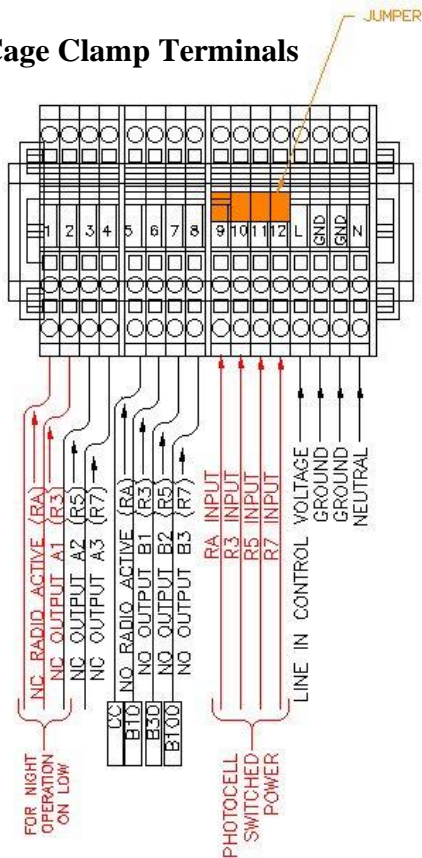 JUMPER
Cage Clamp Terminals
1 2 3 4 5 6 7 8 9 10 11 12 L GND GND N
NC RADIO ACTIVE (RA)
NC OUTPUT A1 (R3)
NC OUTPUT A2 (R5)
NC OUTPUT A3 (R7)
NO RADIO ACTIVE (RA)
NO OUTPUT B1 (R3)
NO OUTPUT B2 (R5)
NO OUTPUT B3 (R7)
RA INPUT
R3 INPUT
R5 INPUT
R7 INPUT
LINE IN CONTROL VOLTAGE
GROUND
GROUND
NEUTRAL
CC
B10
B30
B100
FOR NIGHT
OPERATION
ON LOW
PHOTOCELL
SWITCHED
POWER